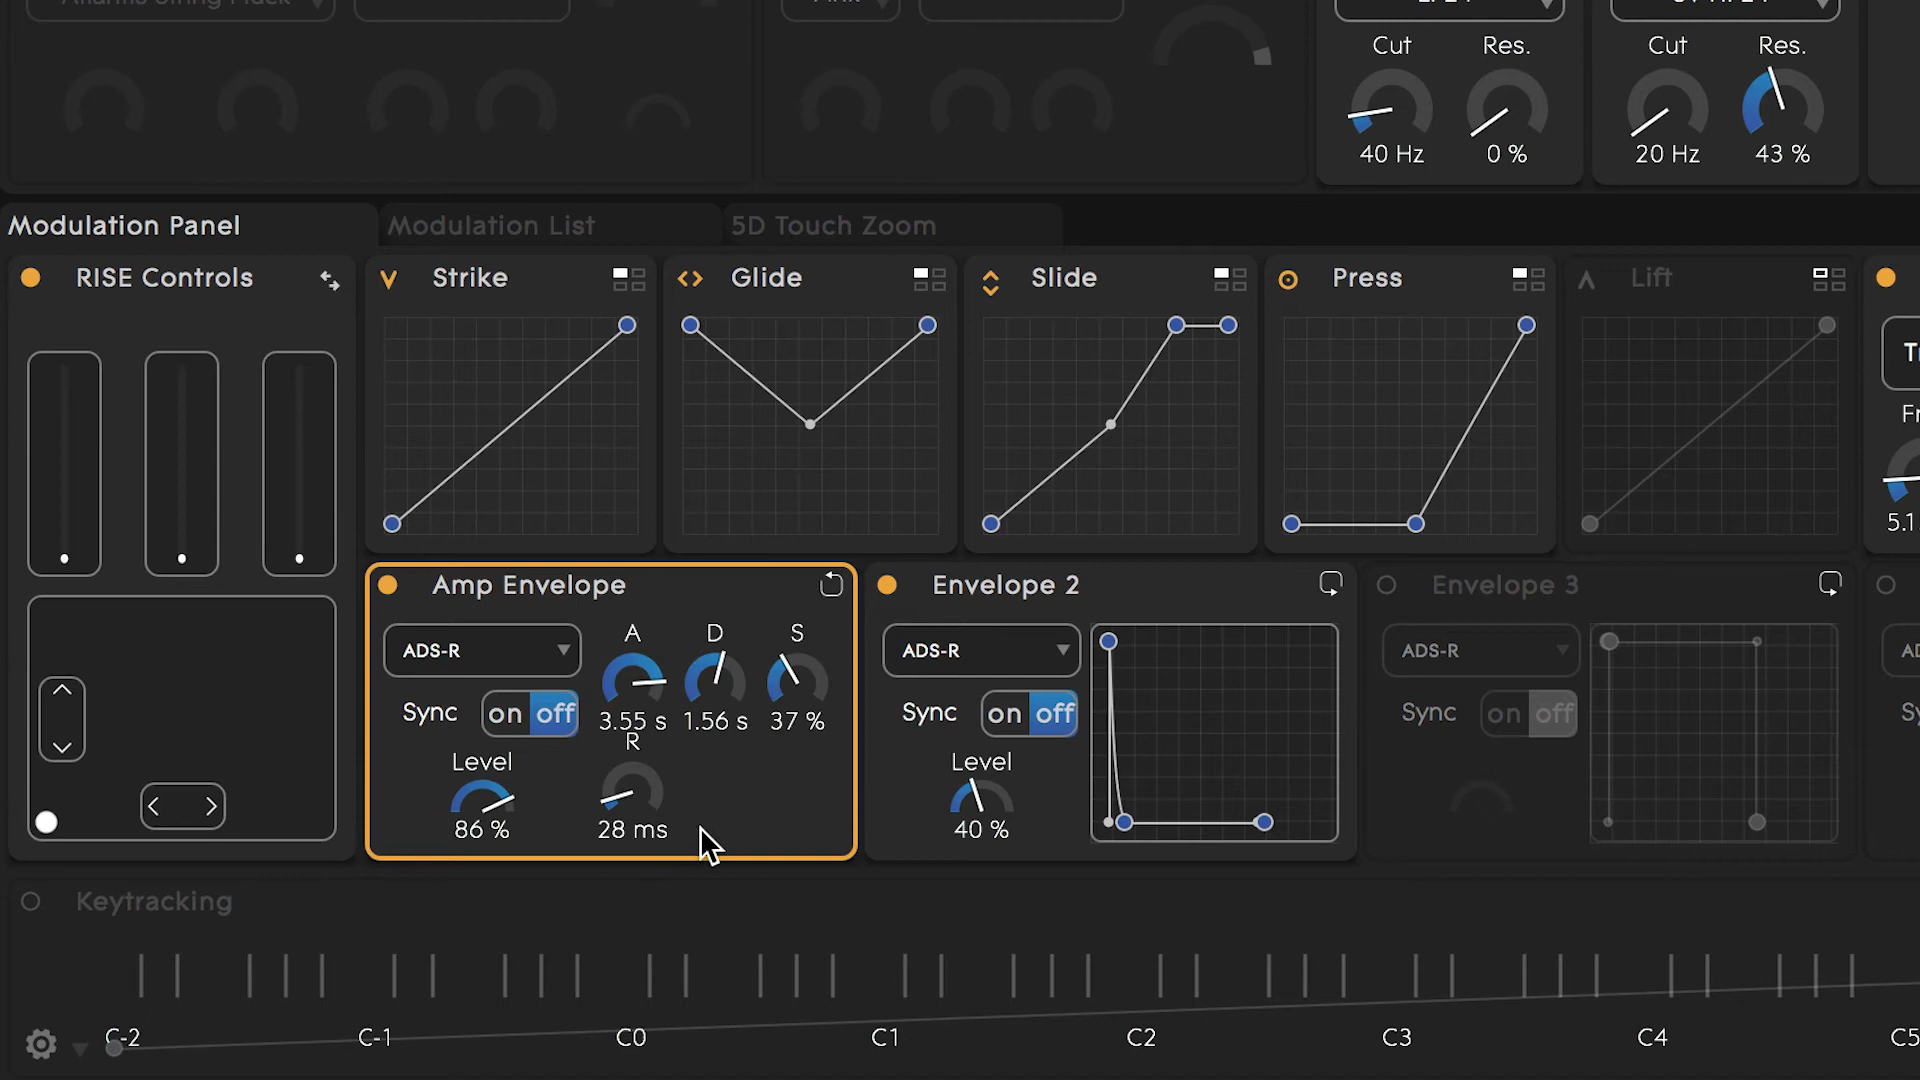 Cut Res. Cut Res.
40 Hz 0 % 20 Hz 43 %
Modulation Panel Modulation List 5D Touch Zoom
RISE Controls Strike Glide Slide Press Lift
Amp Envelope Envelope 2 Envelope 3
ADS-R A D S ADS-R ADS-R
Sync on off 3.55 s 1.56 s 37 % Sync on off Sync on off
R
Level Level
86 % 28 ms 40 %
5.1
Keytracking
C-2 C-1 C0 C1 C2 C3 C4 C5